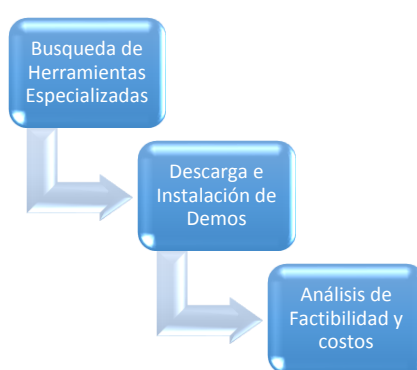 Busqueda de
Herramientas
Especializadas
Descarga e
Instalación de
Demos
Análisis de
Factibilidad y
costos